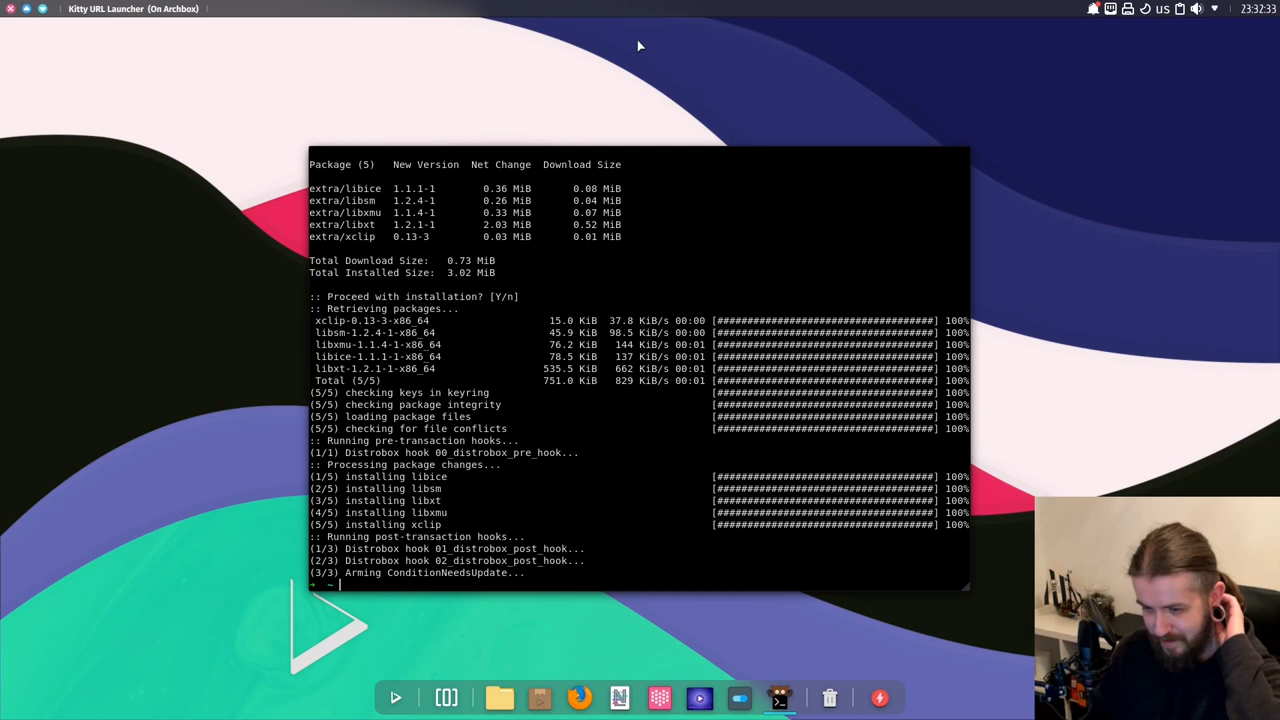 Kitty URL Launcher (On Archbox)
us
23:32:33
Package (5) New Version Net Change Download Size
extra/libice 1.1.1-1 0.36 MiB 0.08 MiB
extra/libsm 1.2.4-1 0.26 MiB 0.04 MiB
extra/libxmu 1.1.4-1 0.33 MiB 0.07 MiB
extra/libxt 1.2.1-1 2.03 MiB 0.52 MiB
extra/xclip 0.13-3 0.03 MiB 0.01 MiB
Total Download Size: 0.73 MiB
Total Installed Size: 3.02 MiB
:: Proceed with installation? [Y/n]
:: Retrieving packages...
xclip-0.13-3-x86_64 15.0 KiB 37.8 KiB/s 00:00 [#####################################] 100%
libsm-1.2.4-1-x86_64 45.9 KiB 98.5 KiB/s 00:00 [#####################################] 100%
libxmu-1.1.4-1-x86_64 76.2 KiB 144 KiB/s 00:01 [#####################################] 100%
libice-1.1.1-1-x86_64 78.5 KiB 137 KiB/s 00:01 [#####################################] 100%
libxt-1.2.1-1-x86_64 535.5 KiB 662 KiB/s 00:01 [#####################################] 100%
Total (5/5) 751.0 KiB 829 KiB/s 00:01 [#####################################] 100%
(5/5) checking keys in keyring [#####################################] 100%
(5/5) checking package integrity [#####################################] 100%
(5/5) loading package files [#####################################] 100%
(5/5) checking for file conflicts [#####################################] 100%
:: Running pre-transaction hooks...
(1/1) Distrobox hook 00_distrobox_pre_hook...
:: Processing package changes...
(1/5) installing libice [#####################################] 100%
(2/5) installing libsm [#####################################] 100%
(3/5) installing libxt [#####################################] 100%
(4/5) installing libxmu [#####################################] 100%
(5/5) installing xclip [#####################################] 100%
:: Running post-transaction hooks...
(1/3) Distrobox hook 01_distrobox_post_hook...
(2/3) Distrobox hook 02_distrobox_post_hook...
(3/3) Arming ConditionNeedsUpdate...
➜ ~